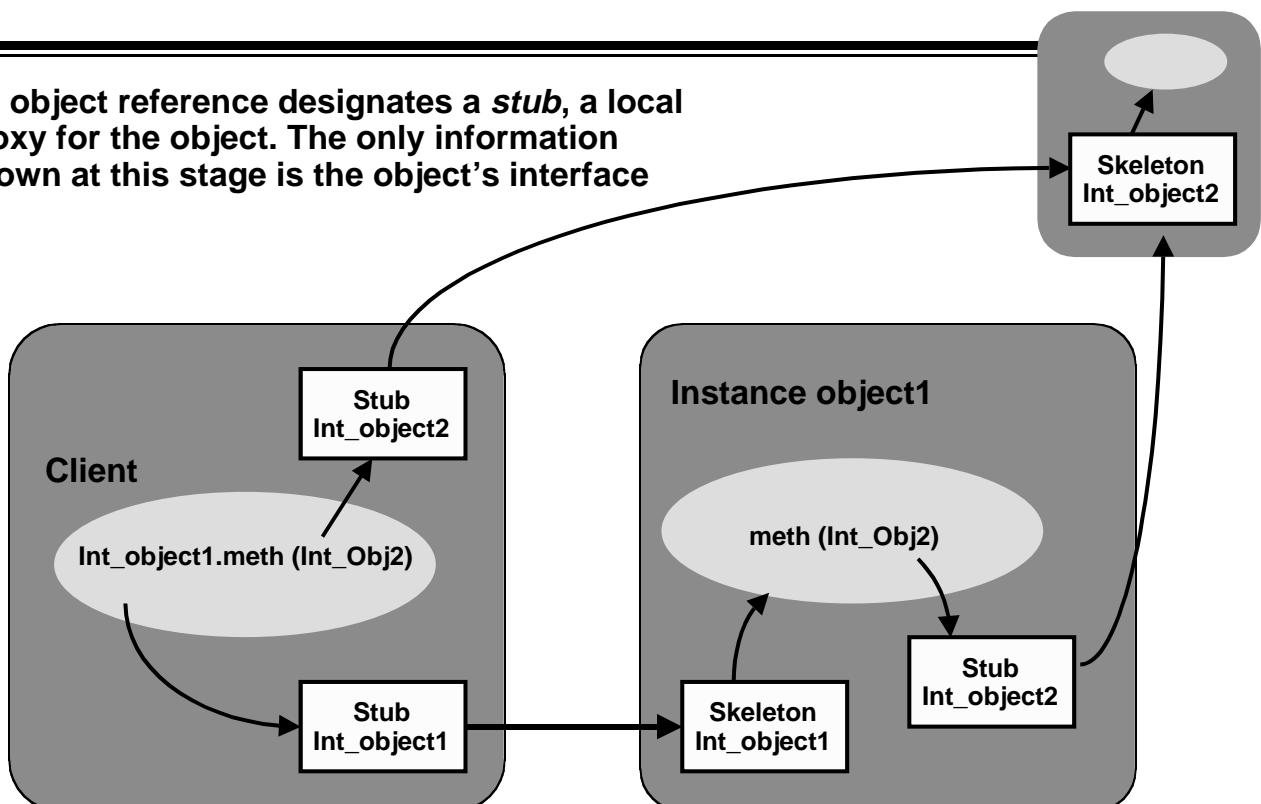 object reference designates a stub, a local
oxy for the object. The only information
own at this stage is the object's interface
Skeleton
Int_object2
Stub
Int_object2
Instance object1
Client
Int_object1.meth (Int_Obj2)
meth (Int_Obj2)
Stub
Int_object2
Stub
Int_object1
Skeleton
Int_object1